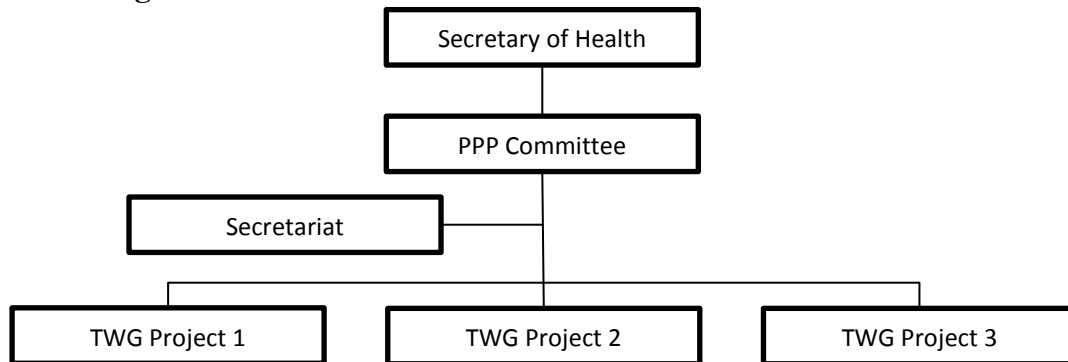 Secretary of Health
PPP Committee
Secretariat
TWG Project 1
TWG Project 2
TWG Project 3